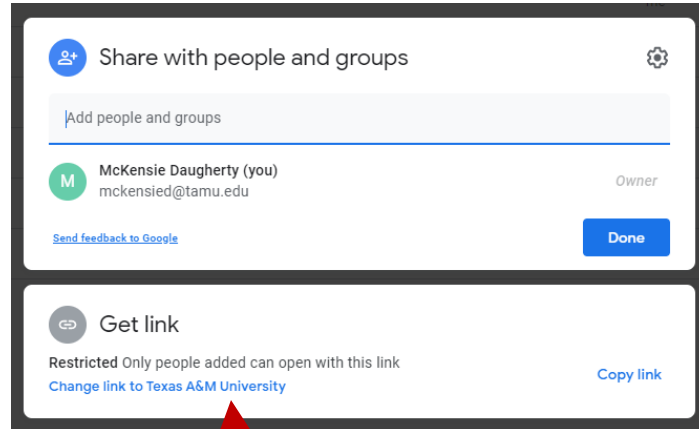 Share with people and groups
Add people and groups
M
McKensie Daugherty (you)
mckensied@tamu.edu
Owner
Send feedback to Google
Done
Get link
Restricted Only people added can open with this link
Change link to Texas A&M University
Copy link